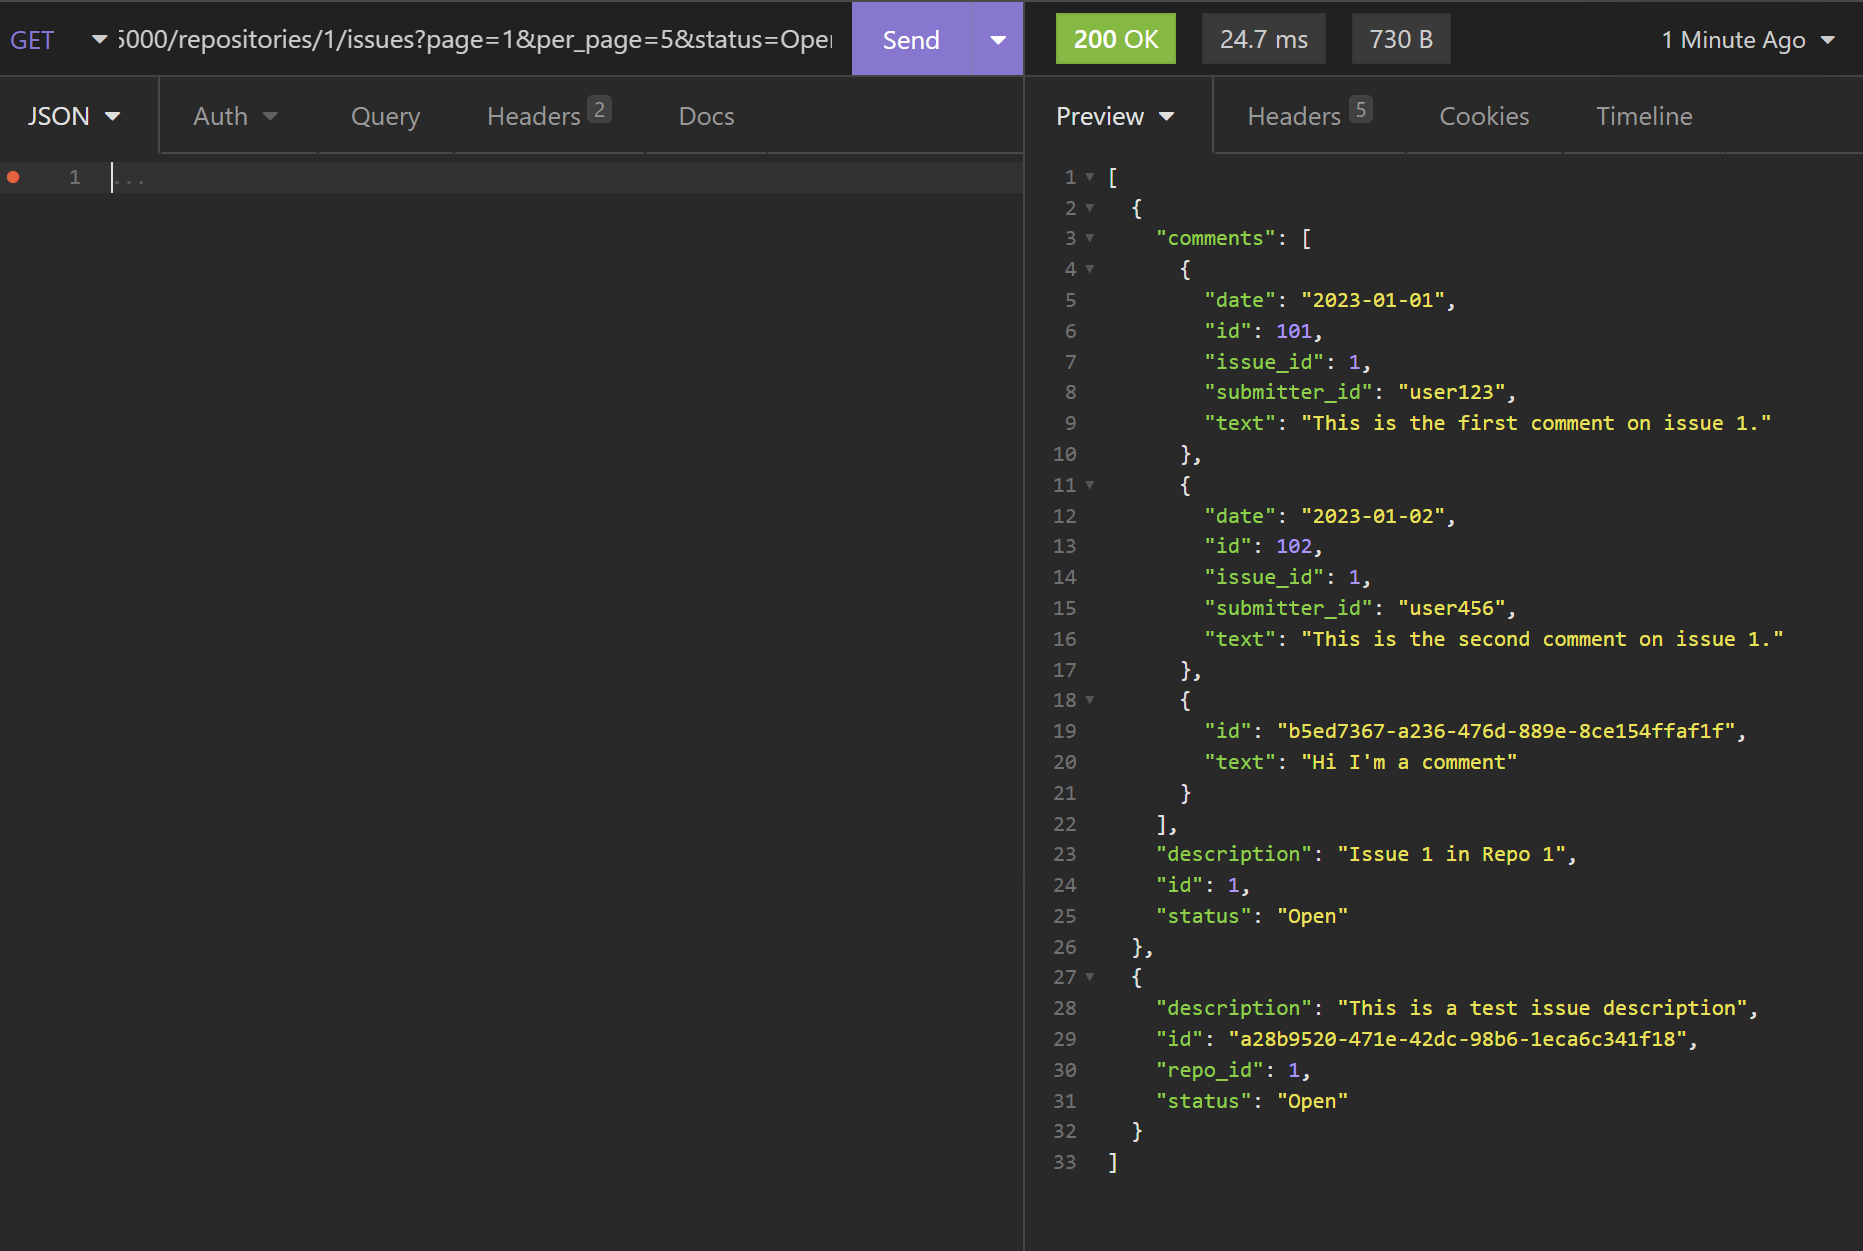 GET 5000/repositories/1/issues?page=1&per_page=5&status=Open Send
200 OK 24.7 ms 730 B 1 Minute Ago
JSON Auth Query Headers 2 Docs
Preview Headers 5 Cookies Timeline
1 ...
1 [
2 {
3 "comments": [
4 {
5 "date": "2023-01-01",
6 "id": 101,
7 "issue_id": 1,
8 "submitter_id": "user123",
9 "text": "This is the first comment on issue 1."
10 },
11 {
12 "date": "2023-01-02",
13 "id": 102,
14 "issue_id": 1,
15 "submitter_id": "user456",
16 "text": "This is the second comment on issue 1."
17 },
18 {
19 "id": "b5ed7367-a236-476d-889e-8ce154ffaf1f",
20 "text": "Hi I'm a comment"
21 }
22 ],
23 "description": "Issue 1 in Repo 1",
24 "id": 1,
25 "status": "Open"
26 },
27 {
28 "description": "This is a test issue description",
29 "id": "a28b9520-471e-42dc-98b6-1eca6c341f18",
30 "repo_id": 1,
31 "status": "Open"
32 }
33 ]